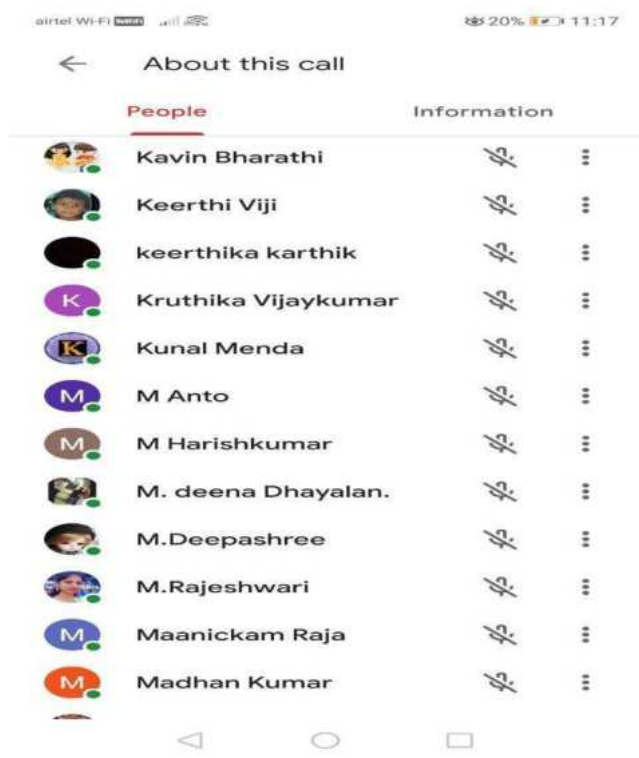 airtel Wi-Fi VoWiFi 20% 11:17
About this call
People Information
Kavin Bharathi
Keerthi Viji
keerthika karthik
K Kruthika Vijaykumar
K Kunal Menda
M M Anto
M M Harishkumar
M. deena Dhayalan.
M.Deepashree
M.Rajeshwari
M Maanickam Raja
M Madhan Kumar